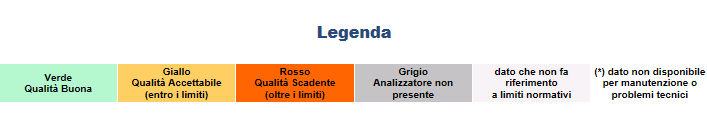 Legenda
Verde
Qualità Buona
Giallo
Qualità Accettabile
(entro i limiti)
Rosso
Qualità Scadente
(oltre i limiti)
Grigio
Analizzatore non
presente
dato che non fa
riferimento
a limiti normativi
(*) dato non disponibile
per manutenzione o
problemi tecnici